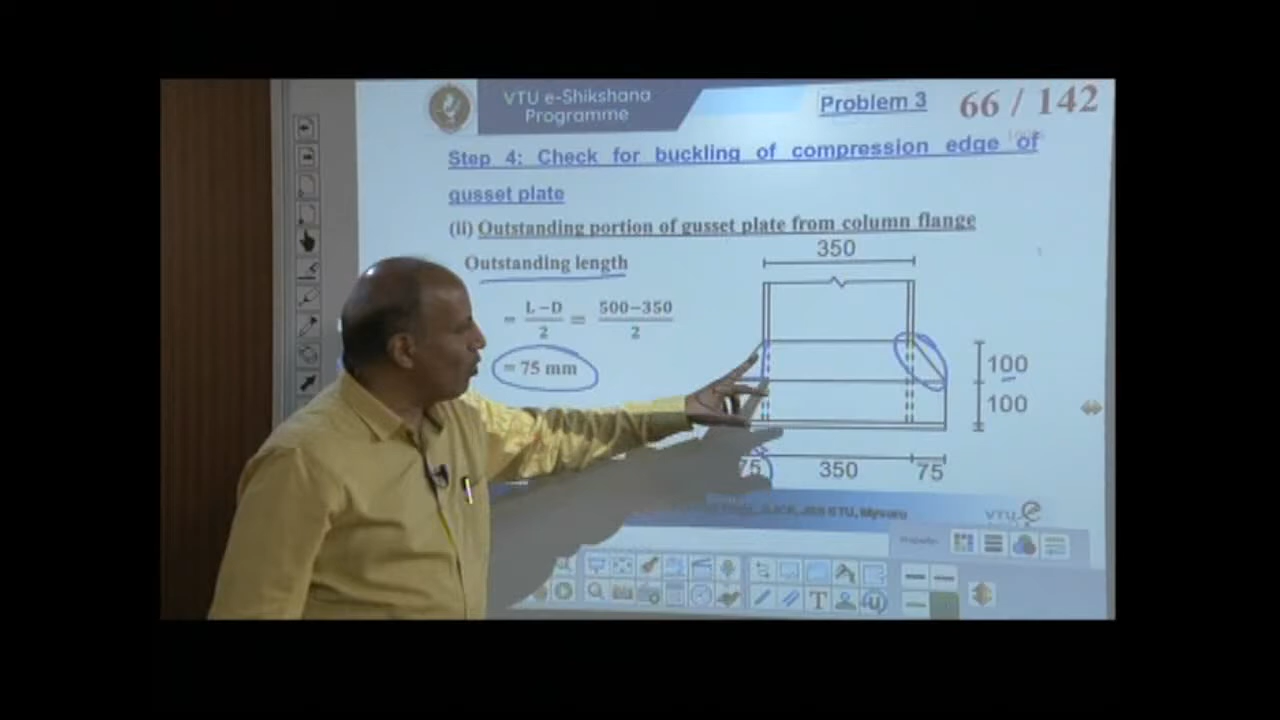 VTU e-Shikshana
Programme
Problem 3
66 / 142
Step 4: Check for buckling of compression edge of
gusset plate
(ii) Outstanding portion of gusset plate from column flange
Outstanding length
= L – D / 2 = 500−350 / 2
= 75 mm
350
100
100
75
350
75
Mysuru
VTU e